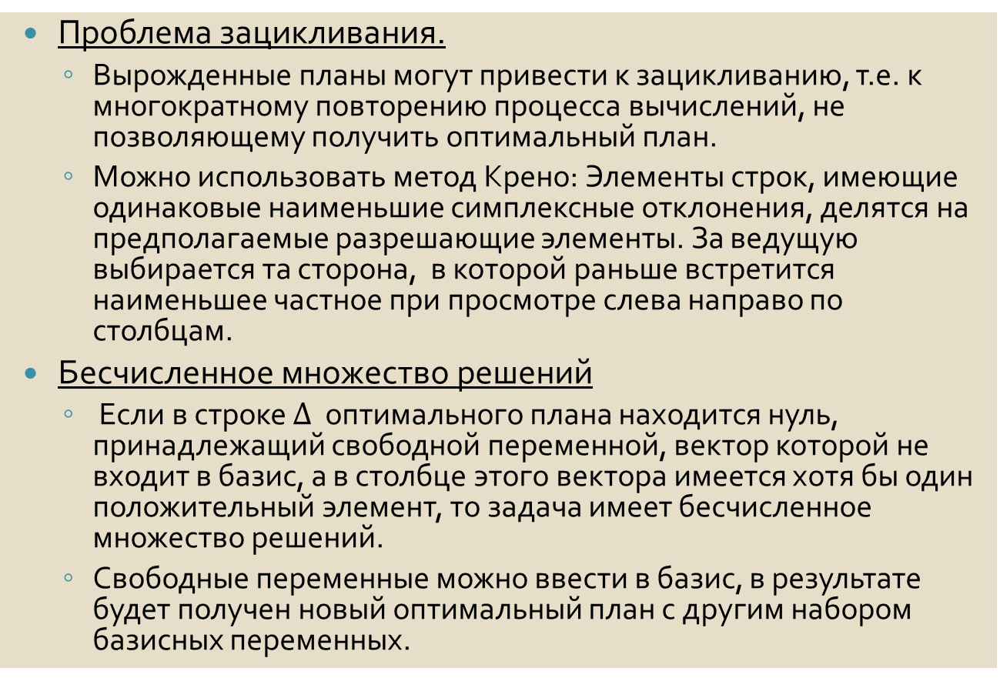 Проблема зацикливания.
Вырожденные планы могут привести к зацикливанию, т.е. к
многократному повторению процесса вычислений, не
позволяющему получить оптимальный план.
Можно использовать метод Крено: Элементы строк, имеющие
одинаковые наименьшие симплексные отклонения, делятся на
предполагаемые разрешающие элементы. За ведущую
выбирается та сторона, в которой раньше встретится
наименьшее частное при просмотре слева направо по
столбцам.
Бесчисленное множество решений
Если в строке Δ оптимального плана находится нуль,
принадлежащий свободной переменной, вектор которой не
входит в базис, а в столбце этого вектора имеется хотя бы один
положительный элемент, то задача имеет бесчисленное
множество решений.
Свободные переменные можно ввести в базис, в результате
будет получен новый оптимальный план с другим набором
базисных переменных.